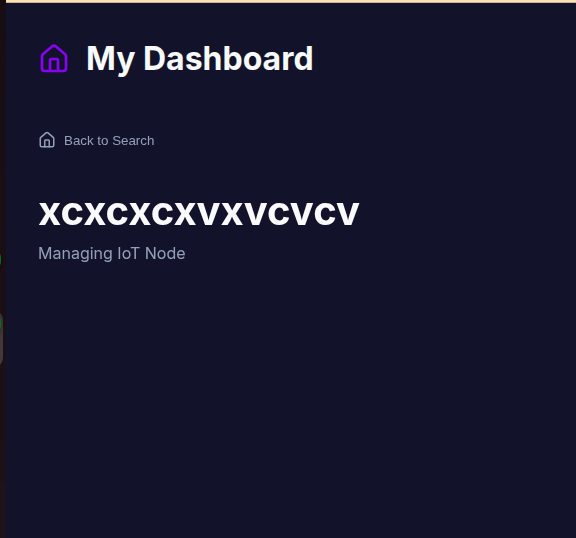 My Dashboard
Back to Search
xcxcxcxvxvcvcv
Managing IoT Node